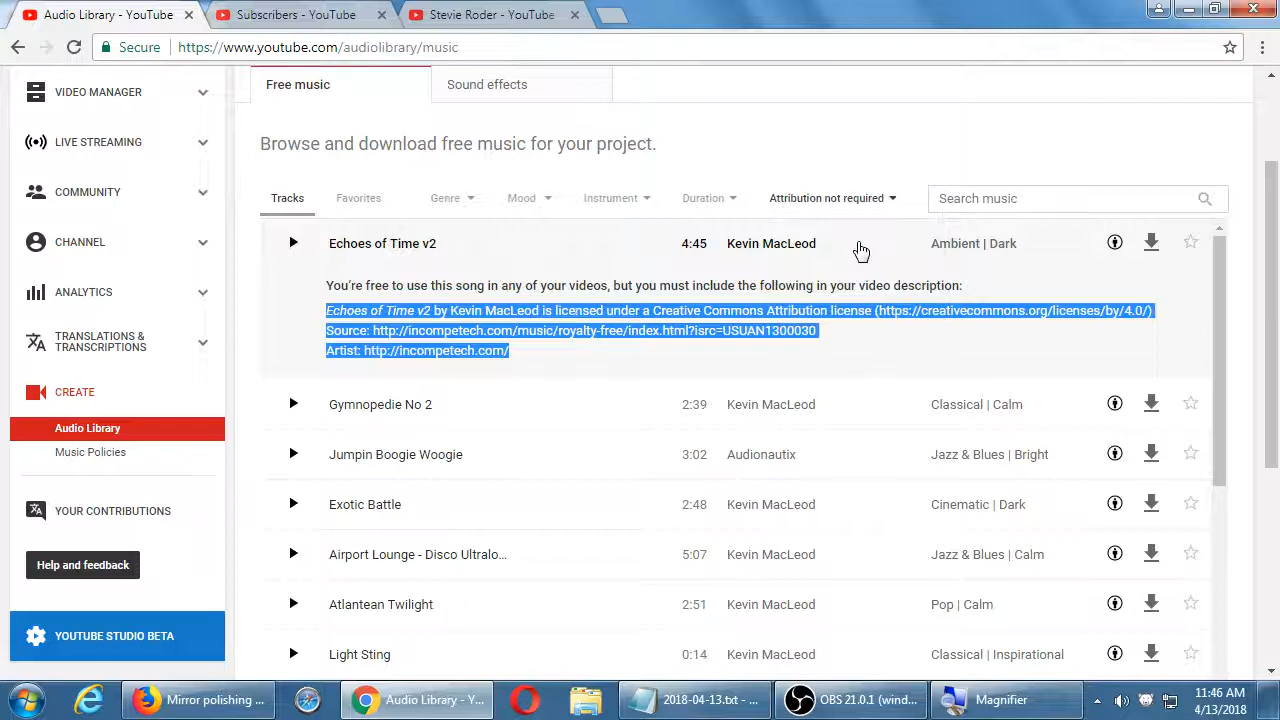 Audio Library - YouTube
Subscribers - YouTube
Stevie Koder - YouTube
Secure
https://www.youtube.com/audiolibrary/music
VIDEO MANAGER
LIVE STREAMING
COMMUNITY
CHANNEL
ANALYTICS
TRANSLATIONS &
TRANSCRIPTIONS
CREATE
Audio Library
Music Policies
YOUR CONTRIBUTIONS
Help and feedback
YOUTUBE STUDIO BETA
Free music
Sound effects
Browse and download free music for your project.
Tracks Favorites Genre Mood Instrument Duration Attribution not required Search music
Echoes of Time v2 4:45 Kevin MacLeod Ambient | Dark
You're free to use this song in any of your videos, but you must include the following in your video description:
Echoes of Time v2 by Kevin MacLeod is licensed under a Creative Commons Attribution license (https://creativecommons.org/licenses/by/4.0/)
Source: http://incompetech.com/music/royalty-free/index.html?isrc=USUAN1300030
Artist: http://incompetech.com/
Gymnopedie No 2 2:39 Kevin MacLeod Classical | Calm
Jumpin Boogie Woogie 3:02 Audionautix Jazz & Blues | Bright
Exotic Battle 2:48 Kevin MacLeod Cinematic | Dark
Airport Lounge - Disco Ultralo... 5:07 Kevin MacLeod Jazz & Blues | Calm
Atlantean Twilight 2:51 Kevin MacLeod Pop | Calm
Light Sting 0:14 Kevin MacLeod Classical | Inspirational
Mirror polishing ...
Audio Library - Y...
2018-04-13.txt - ...
OBS 21.0.1 (wind...
Magnifier
11:46 AM
4/13/2018